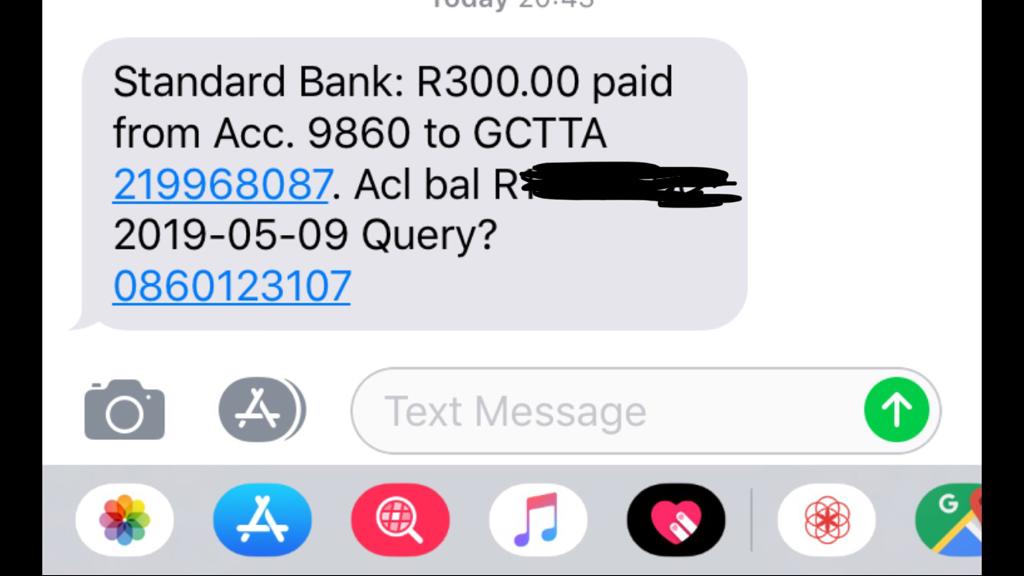 Today 20:43
Standard Bank: R300.00 paid
from Acc. 9860 to GCTTA
219968087. Acl bal R
2019-05-09 Query?
0860123107
Text Message
G